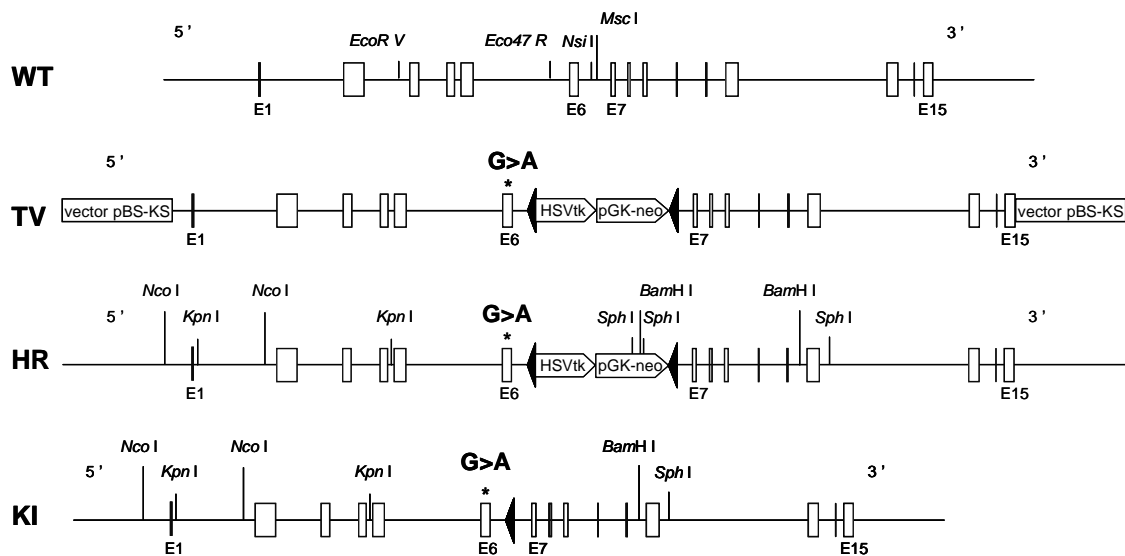 Msc I
5 ’ 3 ’
EcoR V Eco47 R Nsi I
WT
E1 E6 E7 E15
5 ’ G>A 3 ’
*
TV vector pBS-KS HSVtk pGK-neo vector pBS-KS
E1 E6 E7 E15
Nco I Nco I BamH I BamH I
5 ’ Kpn I Kpn I G>A Sph I Sph I Sph I 3 ’
*
HR HSVtk pGK-neo
E1 E6 E7 E15
Nco I Nco I G>A BamH I
5 ’ Kpn I Kpn I Sph I 3 ’
*
KI
E1 E6 E7 E15